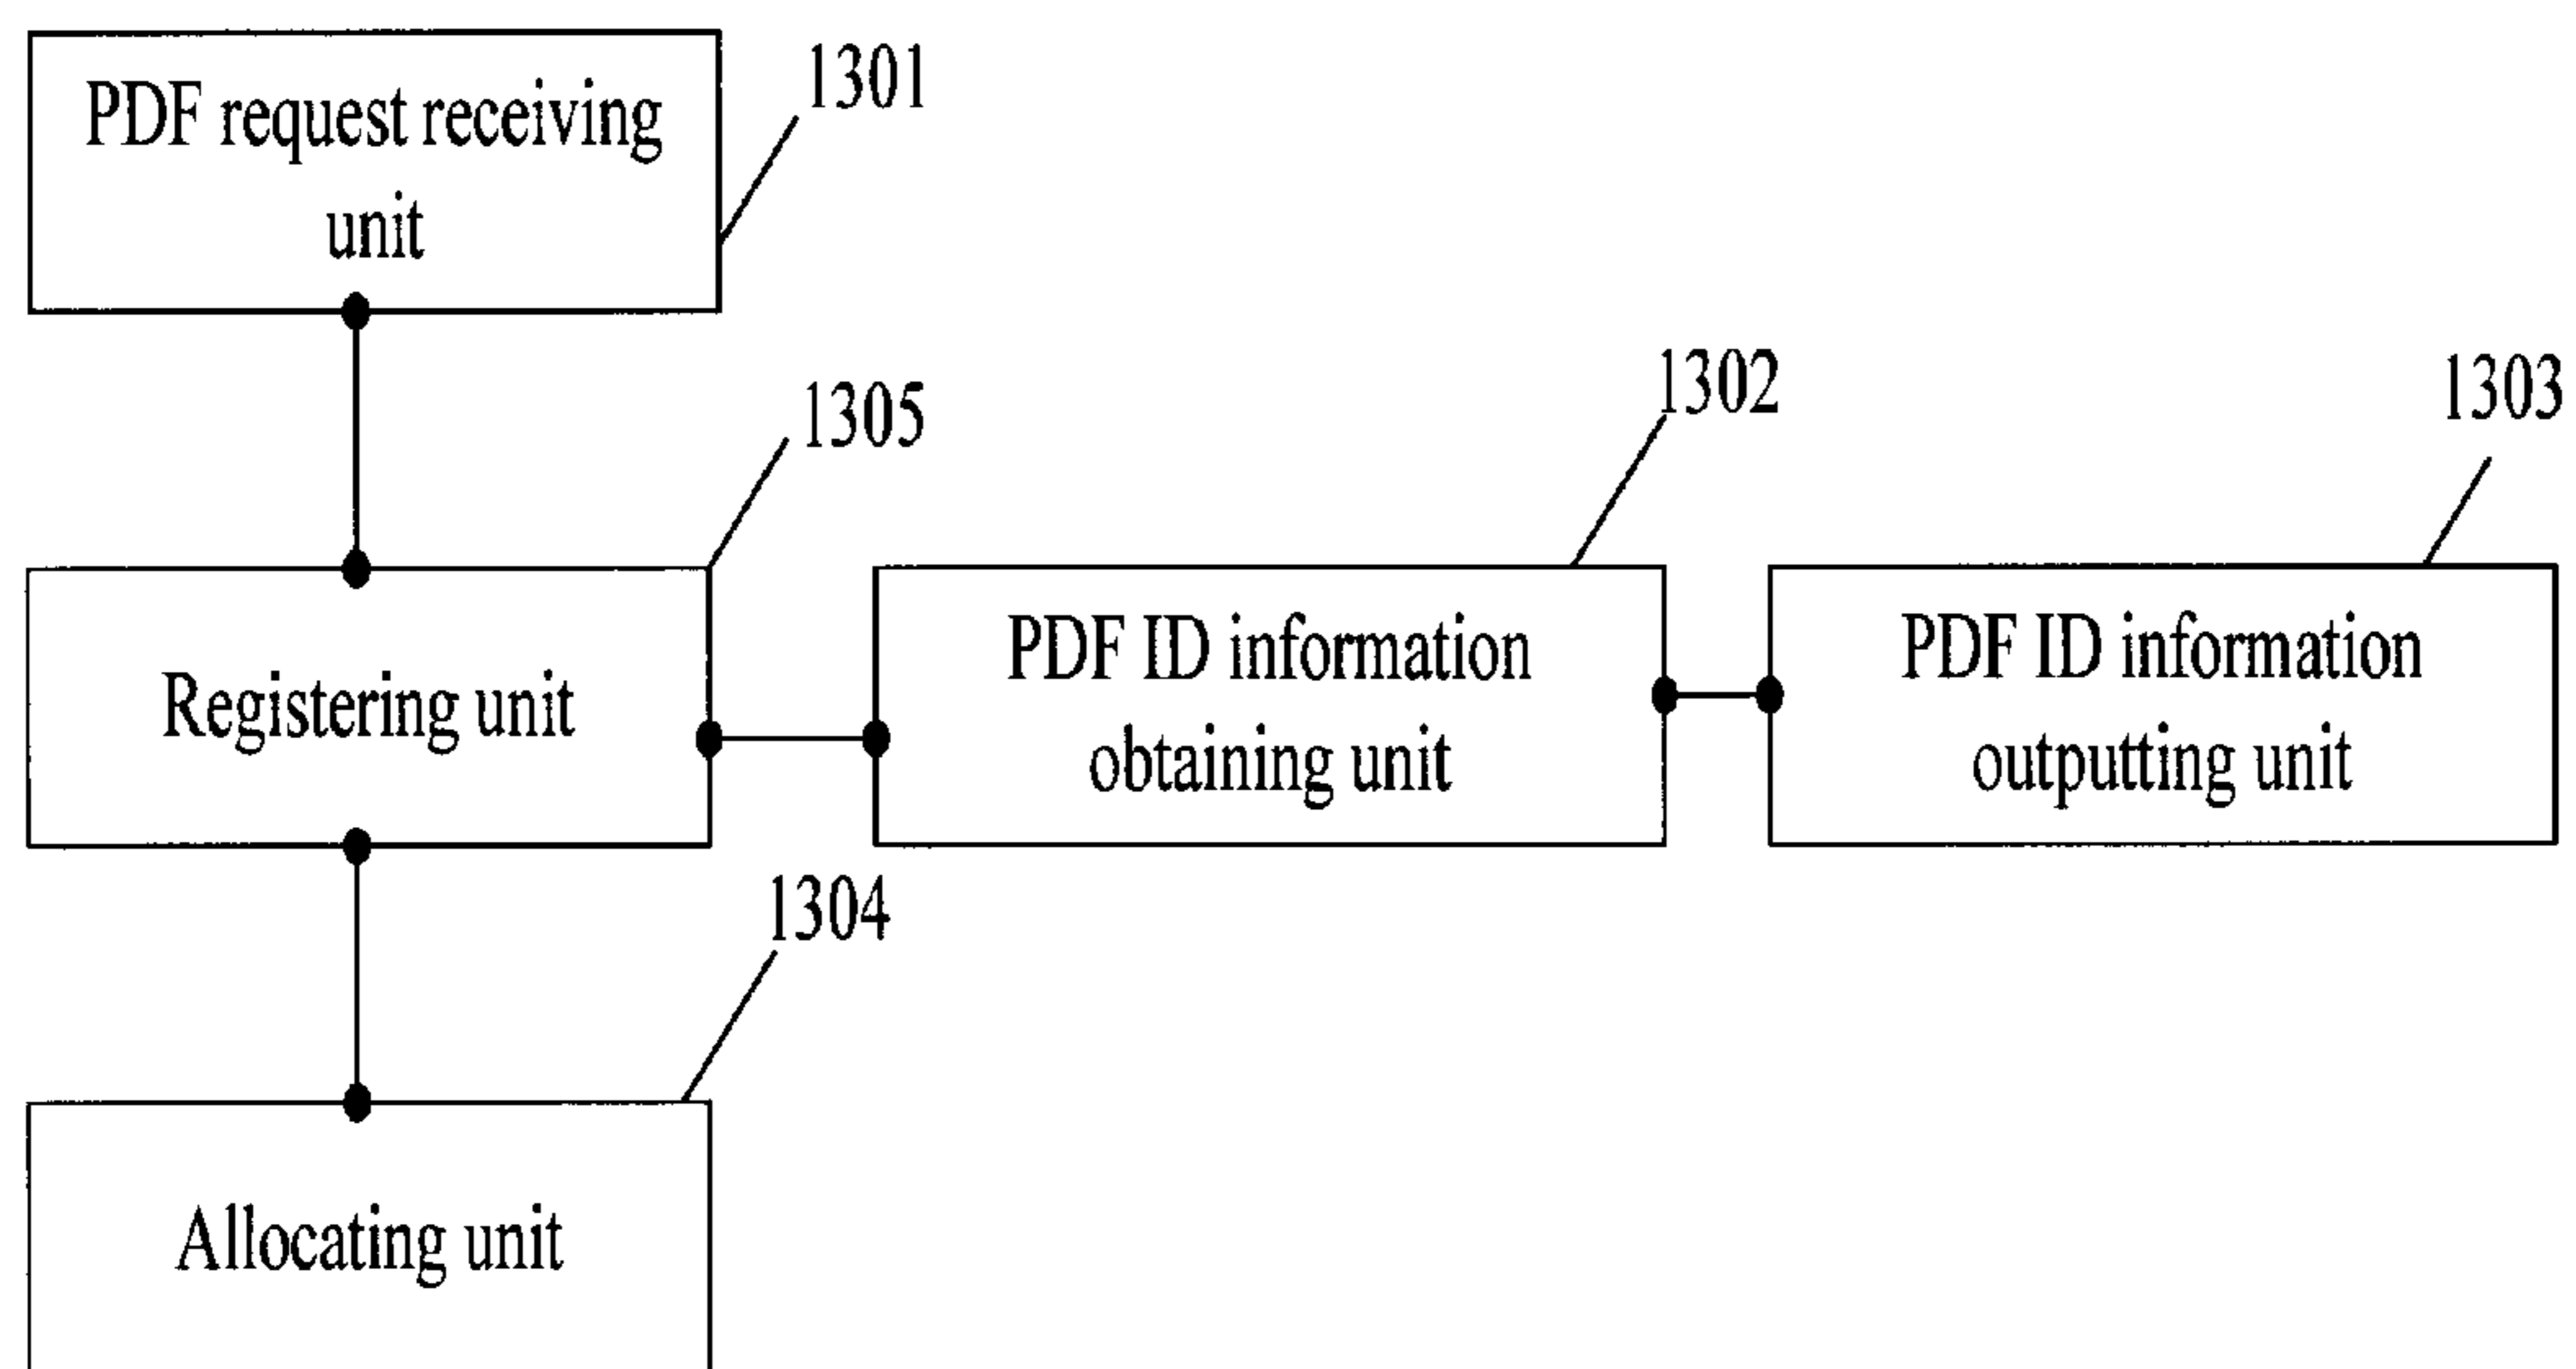 PDF request receiving
unit
1301
1305
Registering unit
1302
PDF ID information
obtaining unit
1303
PDF ID information
outputting unit
1304
Allocating unit